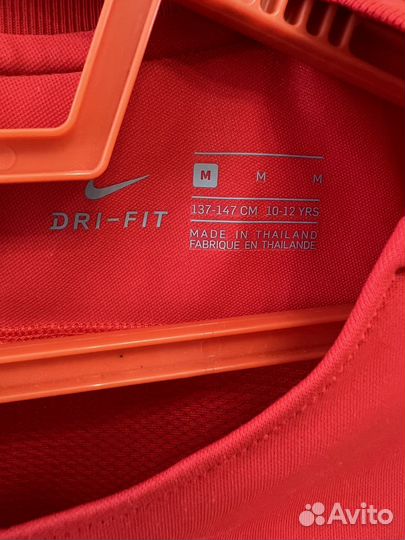 M M M
137-147 CM 10-12 YRS
DRI-FIT
MADE IN THAILAND
FABRIQUE EN THAILANDE
Avito